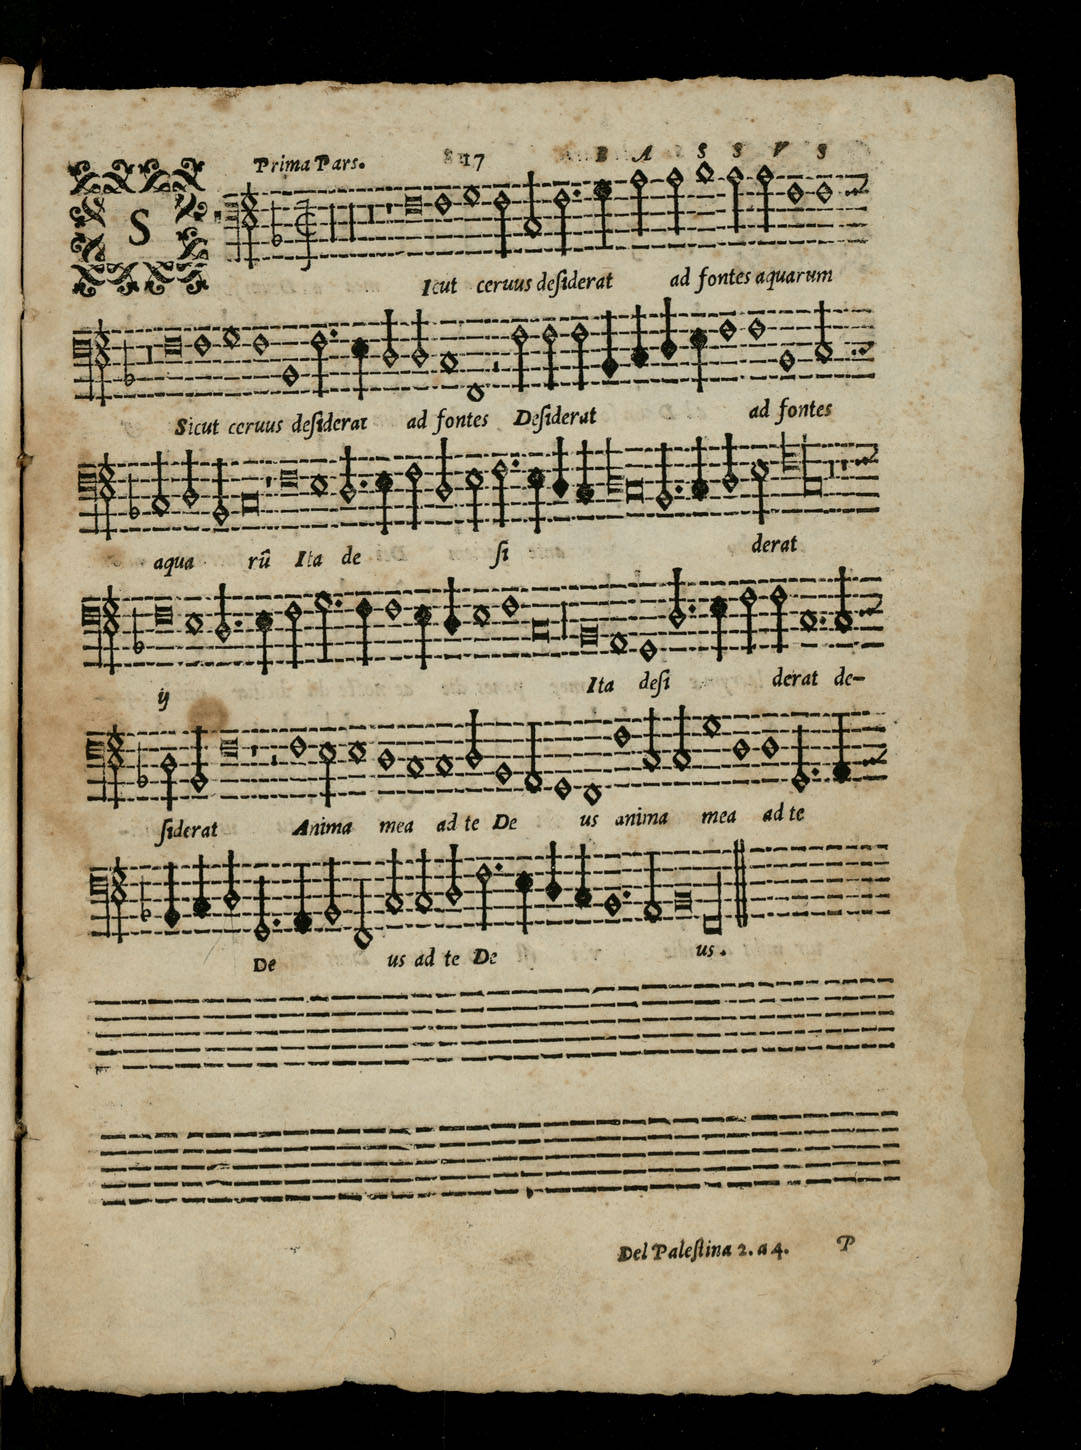 Prima Pars. 17 B A S S V S
S
Icut ceruus deſiderat ad fontes aquarum
Sicut ceruus deſiderat ad fontes Deſiderat ad fontes
aqua rũ Ita de ſi derat
ij Ita deſi derat de-
ſiderat Anima mea ad te De us anima mea ad te
De us ad te De us.
Del Paleſtina 2. a 4. P